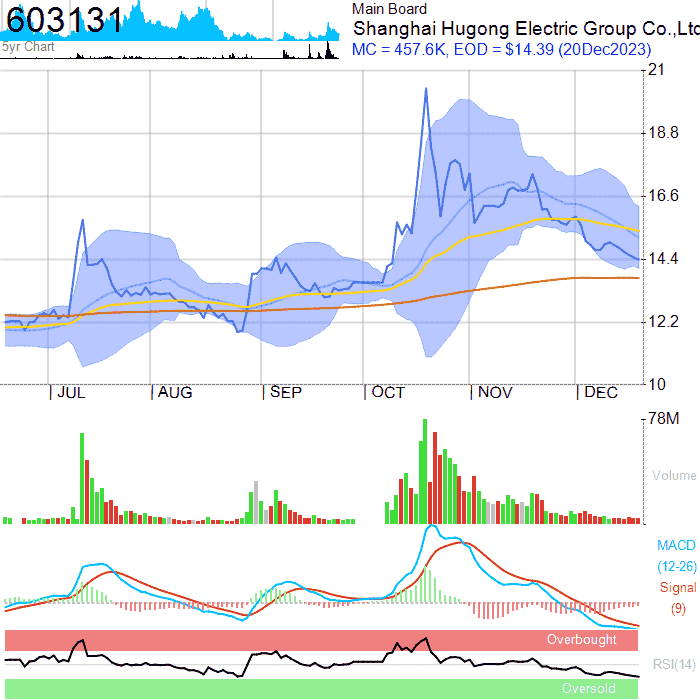 603131
5yr Chart
Main Board
Shanghai Hugong Electric Group Co.,Ltd
MC = 457.6K, EOD = $14.39 (20Dec2023)
21
18.8
16.6
14.4
12.2
10
JUL
AUG
SEP
OCT
NOV
DEC
78M
Volume
MACD
(12-26)
Signal
(9)
Overbought
RSI(14)
Oversold